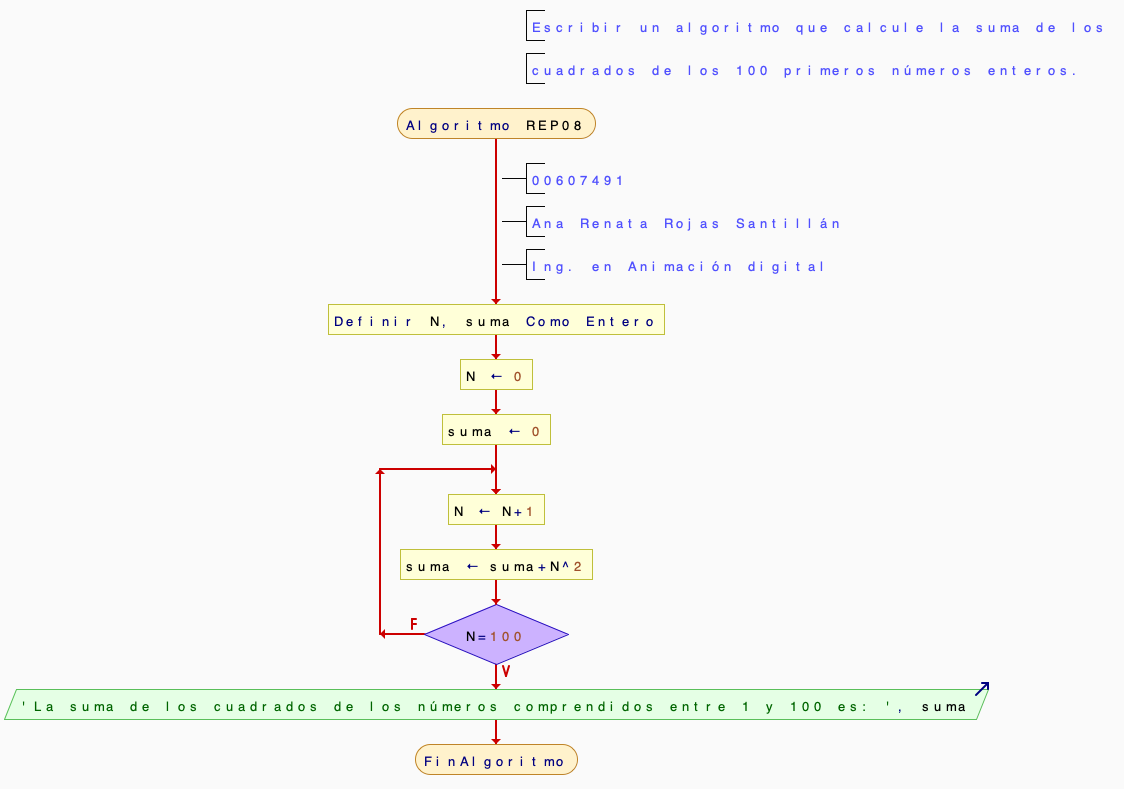 Escribir un algoritmo que calcule la suma de los
cuadrados de los 100 primeros números enteros.
Algoritmo REP08
00607491
Ana Renata Rojas Santillán
Ing. en Animación digital
Definir N, suma Como Entero
N ← 0
suma ← 0
N ← N+1
suma ← suma+N^2
F
N=100
V
'La suma de los cuadrados de los números comprendidos entre 1 y 100 es: ', suma
FinAlgoritmo